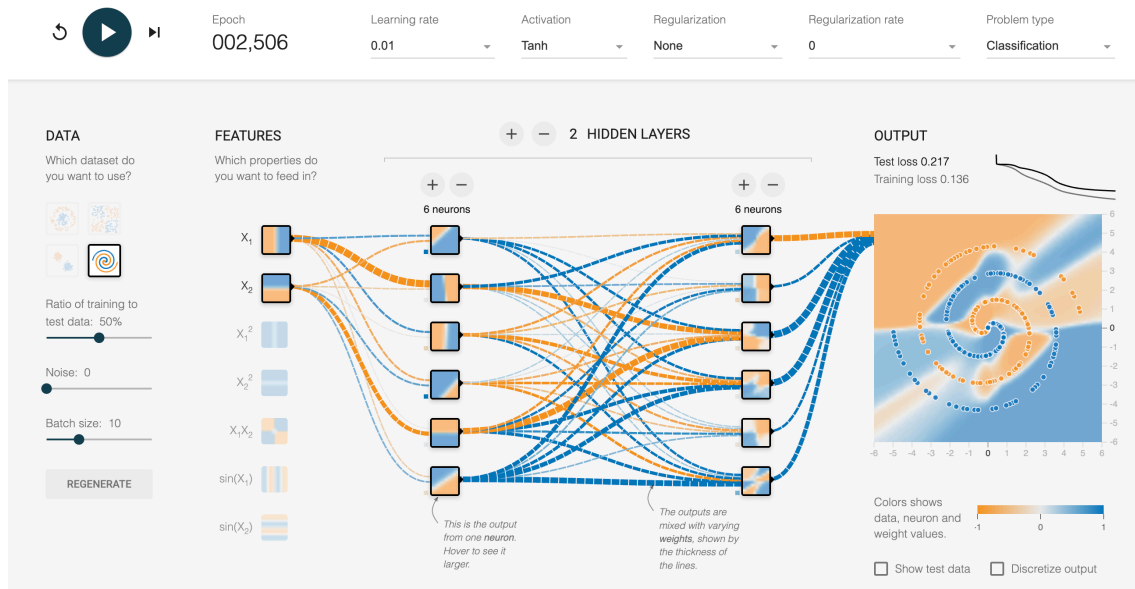 Epoch
002,506
Learning rate
0.01
Activation
Tanh
Regularization
None
Regularization rate
0
Problem type
Classification
DATA
Which dataset do
you want to use?
Ratio of training to
test data: 50%
Noise: 0
Batch size: 10
REGENERATE
FEATURES
Which properties do
you want to feed in?
X₁
X₂
X₁²
X₂²
X₁X₂
sin(X₁)
sin(X₂)
+ − 2 HIDDEN LAYERS
+ −
6 neurons
+ −
6 neurons
This is the output
from one neuron.
Hover to see it
larger.
The outputs are
mixed with varying
weights, shown by
the thickness of
the lines.
OUTPUT
Test loss 0.217
Training loss 0.136
6
5
4
3
2
1
0
-1
-2
-3
-4
-5
-6
-6 -5 -4 -3 -2 -1 0 1 2 3 4 5 6
Colors shows
data, neuron and
weight values.
-1 0 1
Show test data
Discretize output